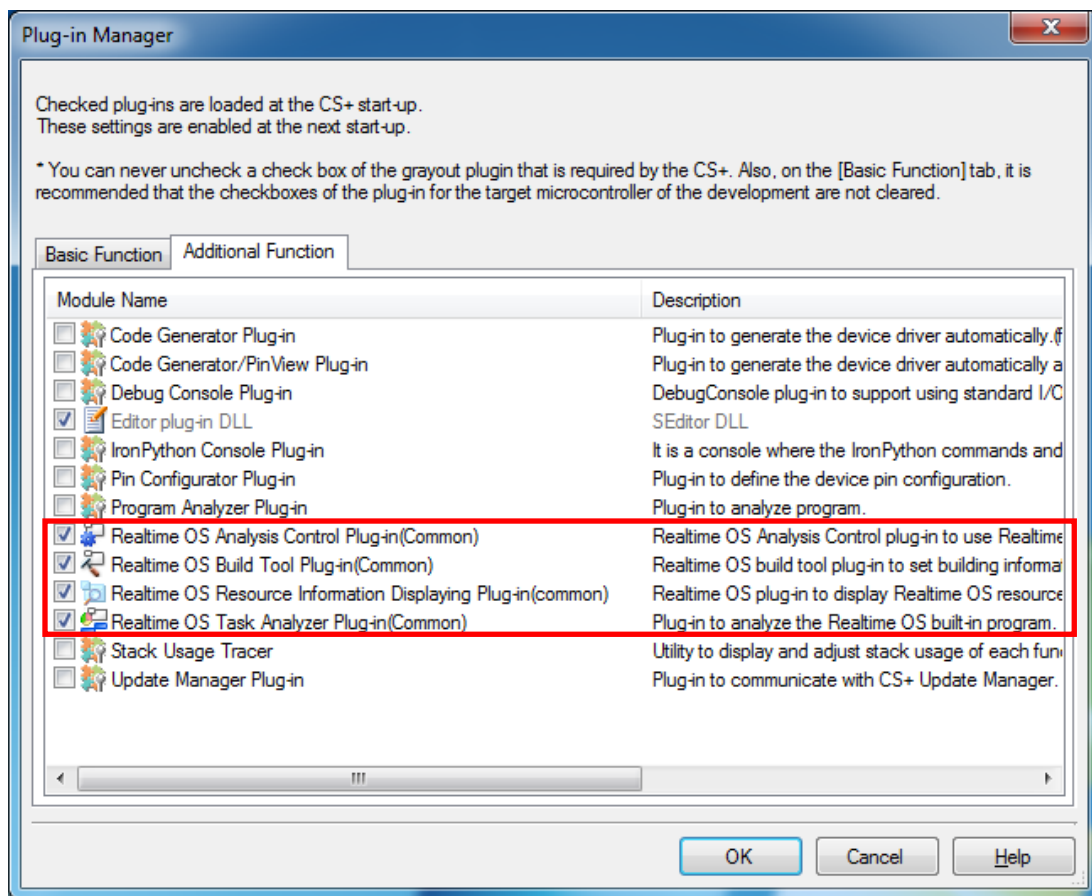 Plug-in Manager
Checked plug-ins are loaded at the CS+ start-up.
These settings are enabled at the next start-up.
* You can never uncheck a check box of the grayout plugin that is required by the CS+. Also, on the [Basic Function] tab, it is
recommended that the checkboxes of the plug-in for the target microcontroller of the development are not cleared.
Basic Function Additional Function
Module Name Description
Code Generator Plug-in Plug-in to generate the device driver automatically.(f
Code Generator/PinView Plug-in Plug-in to generate the device driver automatically a
Debug Console Plug-in DebugConsole plug-in to support using standard I/O
Editor plug-in DLL SEditor DLL
IronPython Console Plug-in It is a console where the IronPython commands and
Pin Configurator Plug-in Plug-in to define the device pin configuration.
Program Analyzer Plug-in Plug-in to analyze program.
Realtime OS Analysis Control Plug-in(Common) Realtime OS Analysis Control plug-in to use Realtime
Realtime OS Build Tool Plug-in(Common) Realtime OS build tool plug-in to set building informa
Realtime OS Resource Information Displaying Plug-in(common) Realtime OS plug-in to display Realtime OS resource
Realtime OS Task Analyzer Plug-in(Common) Plug-in to analyze the Realtime OS built-in program.
Stack Usage Tracer Utility to display and adjust stack usage of each fun
Update Manager Plug-in Plug-in to communicate with CS+ Update Manager.
OK Cancel Help